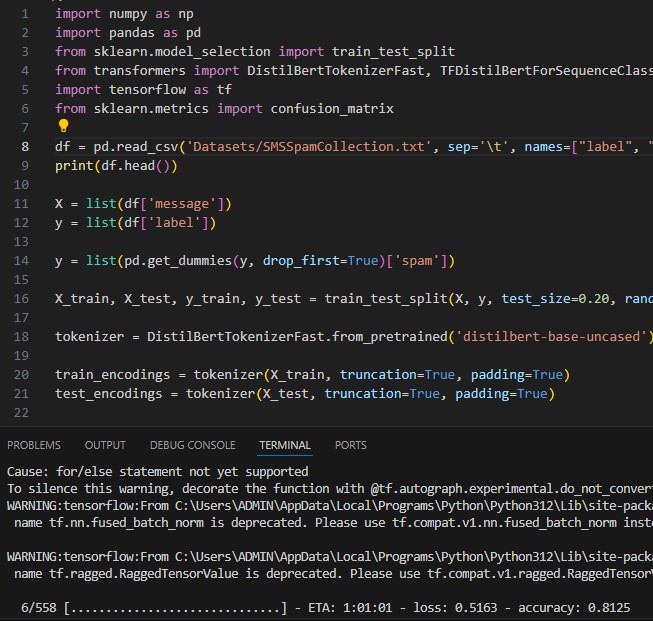 1 import numpy as np
2 import pandas as pd
3 from sklearn.model_selection import train_test_split
4 from transformers import DistilBertTokenizerFast, TFDistilBertForSequenceClass
5 import tensorflow as tf
6 from sklearn.metrics import confusion_matrix
7
8 df = pd.read_csv('Datasets/SMSSpamCollection.txt', sep='\t', names=["label", "
9 print(df.head())
10
11 X = list(df['message'])
12 y = list(df['label'])
13
14 y = list(pd.get_dummies(y, drop_first=True)['spam'])
15
16 X_train, X_test, y_train, y_test = train_test_split(X, y, test_size=0.20, rand
17
18 tokenizer = DistilBertTokenizerFast.from_pretrained('distilbert-base-uncased')
19
20 train_encodings = tokenizer(X_train, truncation=True, padding=True)
21 test_encodings = tokenizer(X_test, truncation=True, padding=True)
22
PROBLEMS OUTPUT DEBUG CONSOLE TERMINAL PORTS
Cause: for/else statement not yet supported
To silence this warning, decorate the function with @tf.autograph.experimental.do_not_conver
WARNING:tensorflow:From C:\Users\ADMIN\AppData\Local\Programs\Python\Python312\Lib\site-packa
name tf.nn.fused_batch_norm is deprecated. Please use tf.compat.v1.nn.fused_batch_norm inste
WARNING:tensorflow:From C:\Users\ADMIN\AppData\Local\Programs\Python\Python312\Lib\site-packa
name tf.ragged.RaggedTensorValue is deprecated. Please use tf.compat.v1.ragged.RaggedTensorV
6/558 [..............................] - ETA: 1:01:01 - loss: 0.5163 - accuracy: 0.8125